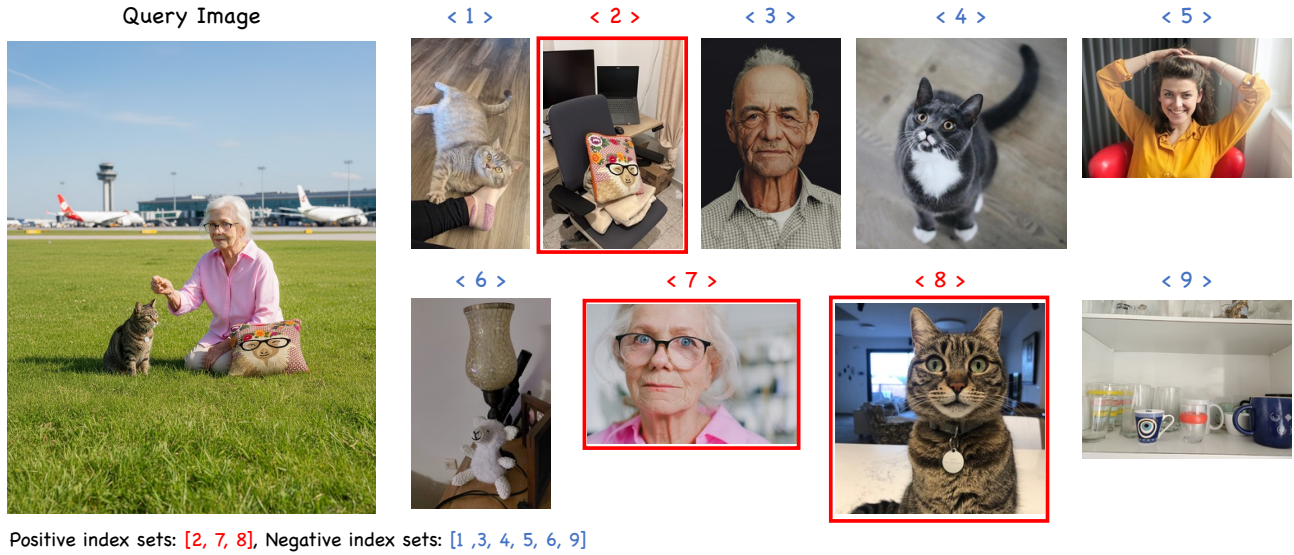 Query Image
< 1 >
< 2 >
< 3 >
< 4 >
< 5 >
< 6 >
< 7 >
< 8 >
< 9 >
Positive index sets: [2, 7, 8], Negative index sets: [1 ,3, 4, 5, 6, 9]